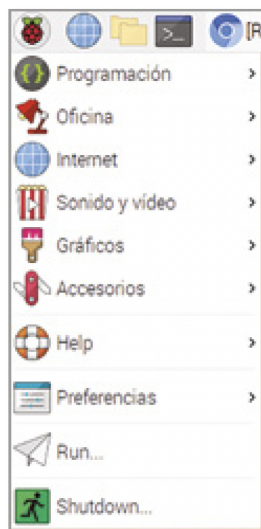 [R
Programación
Oficina
Internet
Sonido y vídeo
Gráficos
Accesorios
Help
Preferencias
Run...
Shutdown...